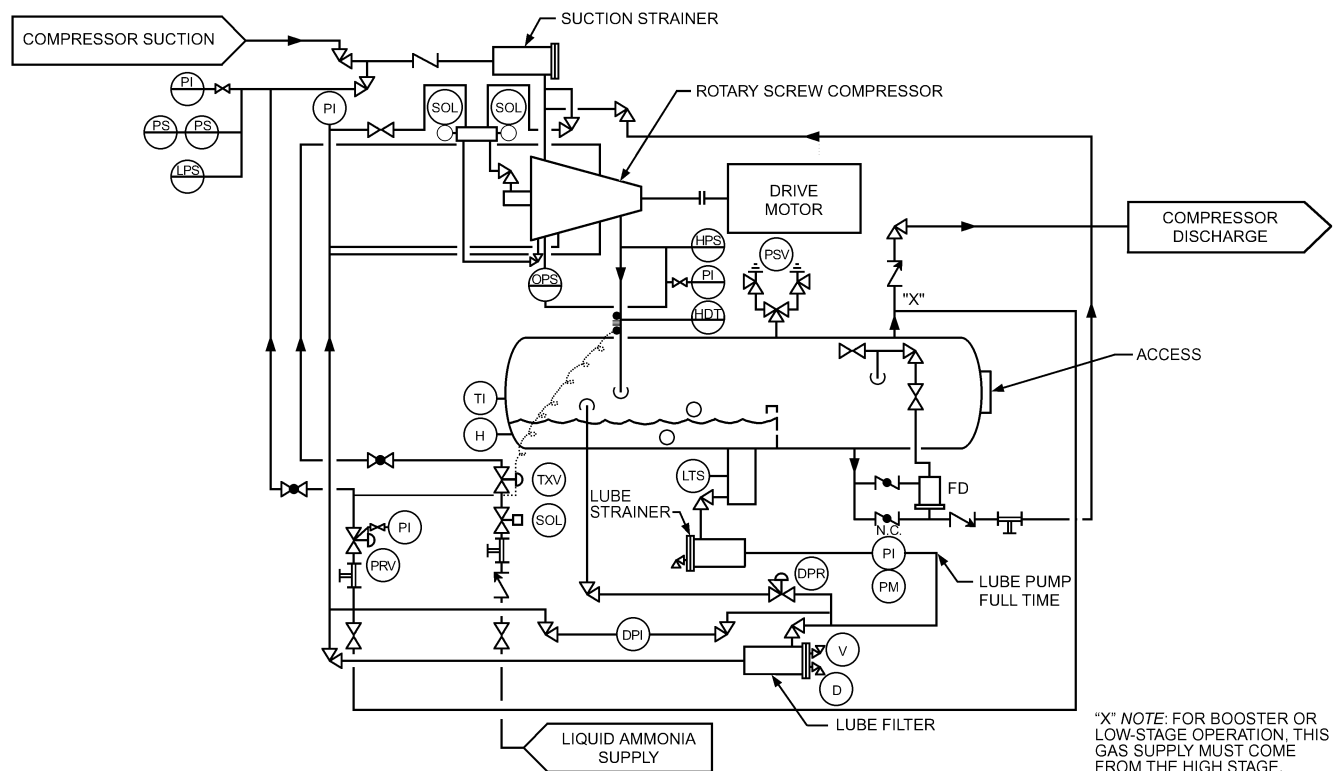 COMPRESSOR SUCTION
SUCTION STRAINER
PI
PI
SOL
SOL
ROTARY SCREW COMPRESSOR
PS
PS
LPS
DRIVE
MOTOR
COMPRESSOR
DISCHARGE
HPS
PSV
OPS
PI
"X"
HDT
ACCESS
TI
H
TXV
LTS
FD
LUBE
STRAINER
PI
SOL
N.C.
PRV
PI
DPR
PM
LUBE PUMP
FULL TIME
DPI
V
D
LUBE FILTER
LIQUID AMMONIA
SUPPLY
“X” NOTE: FOR BOOSTER OR
LOW-STAGE OPERATION, THIS
GAS SUPPLY MUST COME
FROM THE HIGH STAGE.